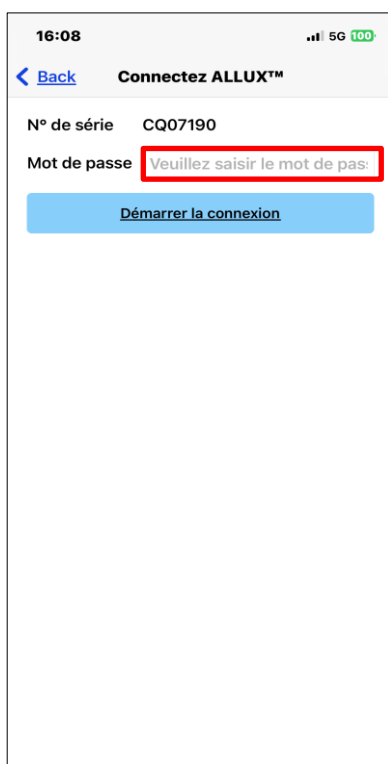 16:08 5G 100
Back Connectez ALLUX™
N° de série CQ07190
Mot de passe Veuillez saisir le mot de pas
Démarrer la connexion